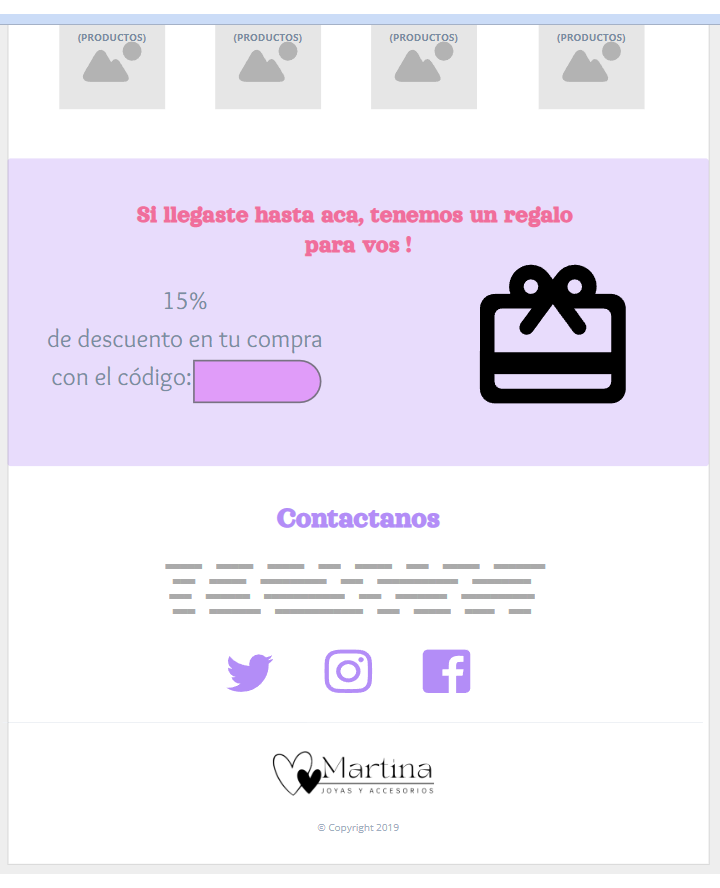 (PRODUCTOS) (PRODUCTOS) (PRODUCTOS) (PRODUCTOS)
Si llegaste hasta aca, tenemos un regalo
para vos !
15%
de descuento en tu compra
con el código:
Contactanos
Martina
JOYAS Y ACCESORIOS
© Copyright 2019